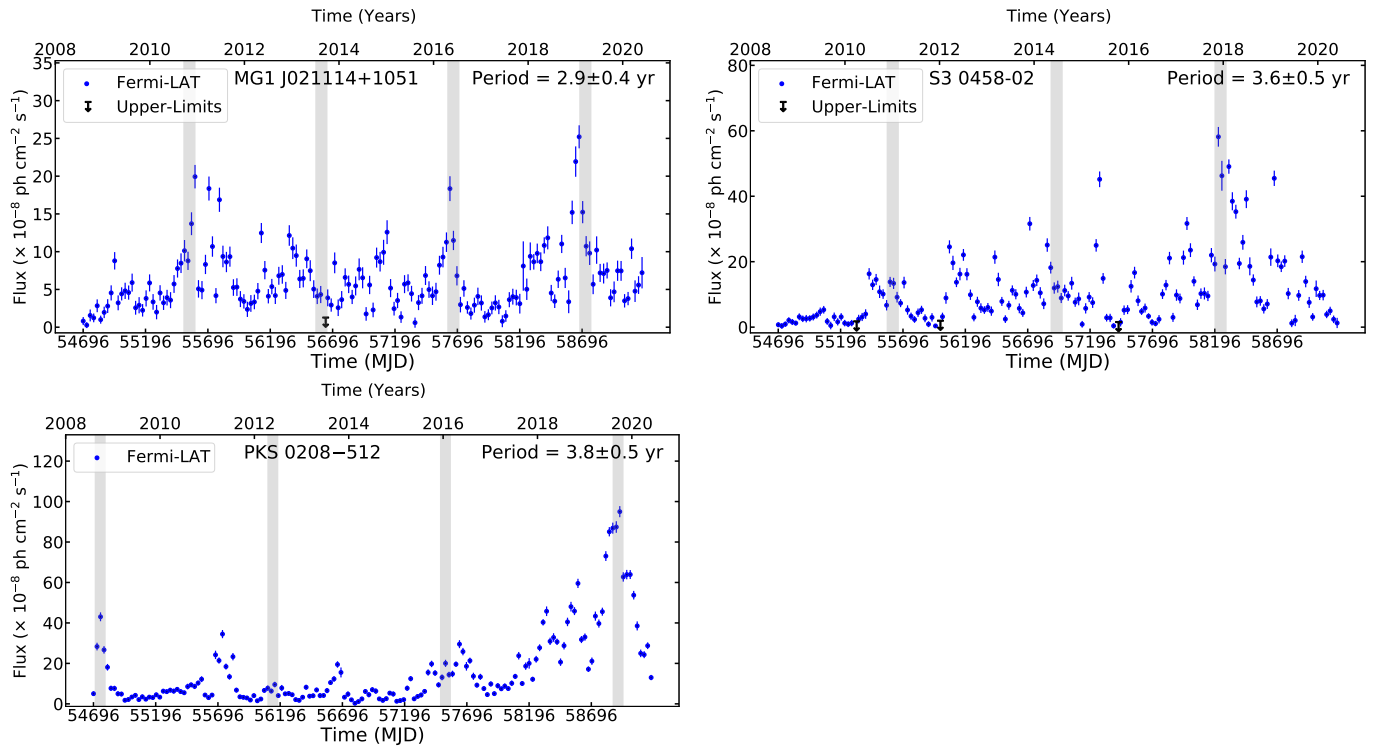 Time (Years)
2008 2010 2012 2014 2016 2018 2020
Fermi-LAT
Upper-Limits
MG1 J021114+1051
Period = 2.9±0.4 yr
35
30
25
20
15
10
5
0
Flux (× 10⁻⁸ ph cm⁻² s⁻¹)
54696 55196 55696 56196 56696 57196 57696 58196 58696
Time (MJD)
Time (Years)
2008 2010 2012 2014 2016 2018 2020
Fermi-LAT
Upper-Limits
S3 0458-02
Period = 3.6±0.5 yr
80
60
40
20
0
Flux (× 10⁻⁸ ph cm⁻² s⁻¹)
54696 55196 55696 56196 56696 57196 57696 58196 58696
Time (MJD)
Time (Years)
2008 2010 2012 2014 2016 2018 2020
Fermi-LAT
PKS 0208−512
Period = 3.8±0.5 yr
120
100
80
60
40
20
0
Flux (× 10⁻⁸ ph cm⁻² s⁻¹)
54696 55196 55696 56196 56696 57196 57696 58196 58696
Time (MJD)